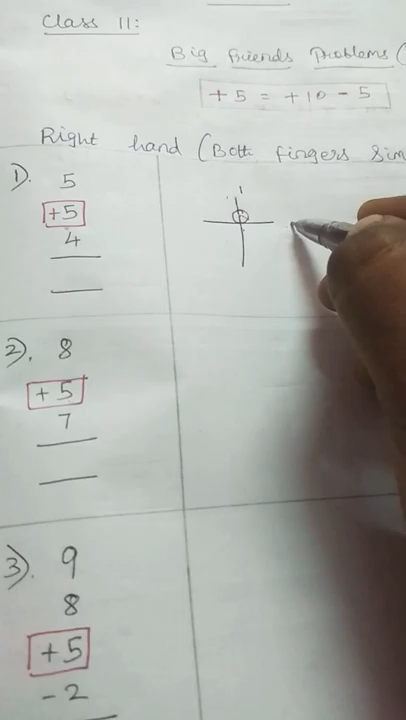 Class 11:
Big Friends Problems (
+5 = +10 - 5
Right hand (Both fingers Sim
1). 5
+5
4
2). 8
+5
7
3). 9
8
+5
-2